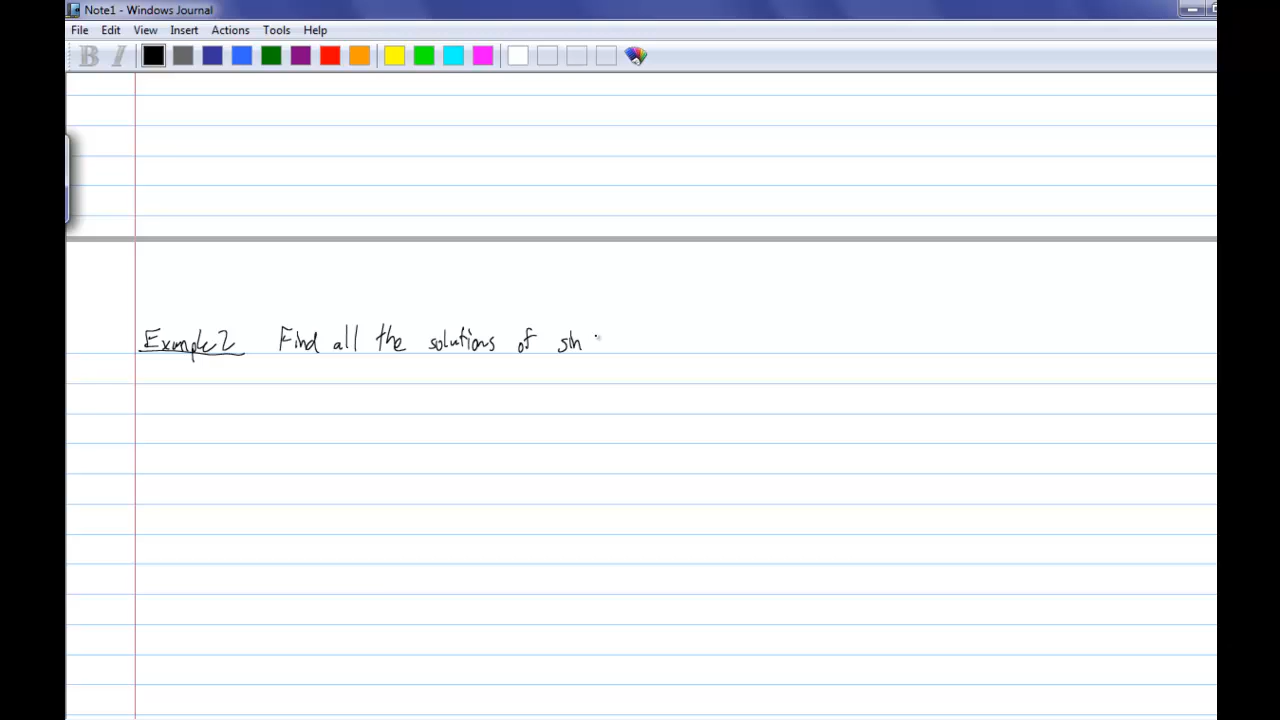 Note1 - Windows Journal
File Edit View Insert Actions Tools Help
B I
Example 2 Find all the solutions of sin